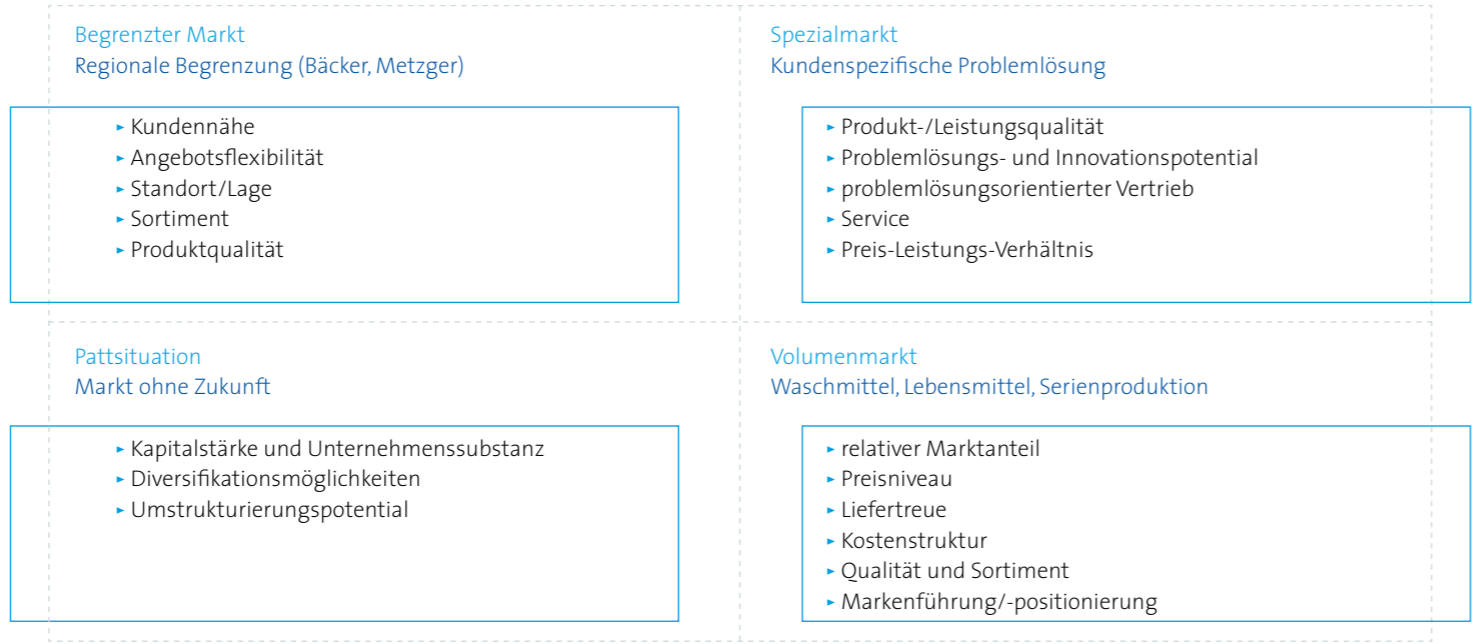 Begrenzter Markt
Regionale Begrenzung (Bäcker, Metzger)
► Kundennähe
► Angebotsflexibilität
► Standort/Lage
► Sortiment
► Produktqualität
Spezialmarkt
Kundenspezifische Problemlösung
► Produkt-/Leistungsqualität
► Problemlösungs- und Innovationspotential
► problemlösungsorientierter Vertrieb
► Service
► Preis-Leistungs-Verhältnis
Pattsituation
Markt ohne Zukunft
► Kapitalstärke und Unternehmenssubstanz
► Diversifikationsmöglichkeiten
► Umstrukturierungspotential
Volumenmarkt
Waschmittel, Lebensmittel, Serienproduktion
► relativer Marktanteil
► Preisniveau
► Liefertreue
► Kostenstruktur
► Qualität und Sortiment
► Markenführung/-positionierung